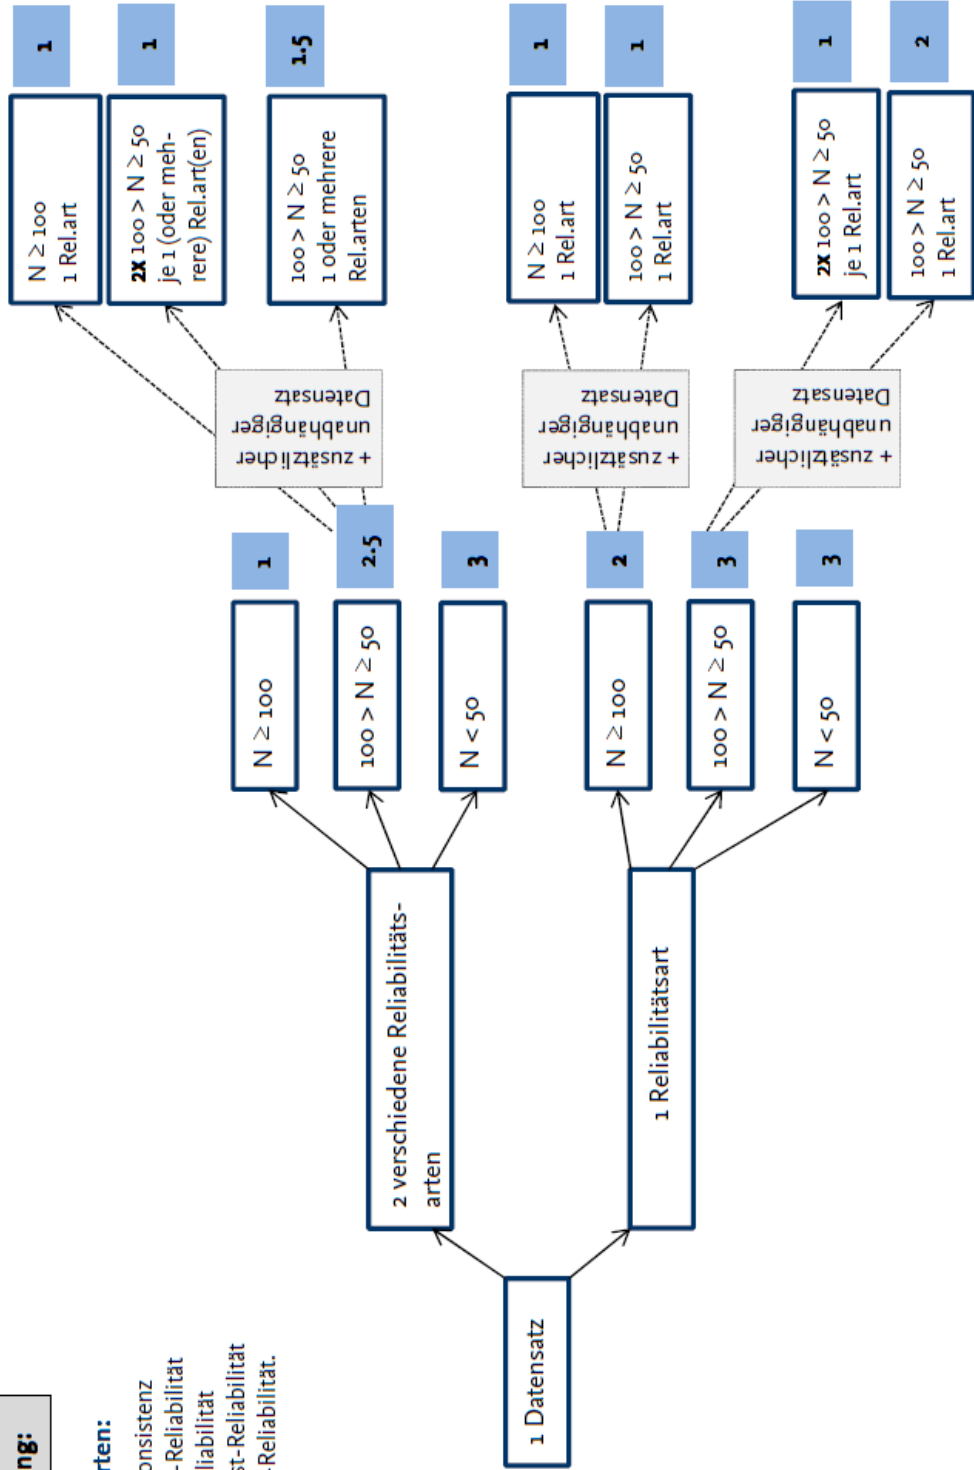 ng:
rten:
onsistenz
-Reliabilität
liabilität
st-Reliabilität
-Reliabilität.
1 Datensatz
2 verschiedene Reliabilitäts-
arten
N ≥ 100
1
100 > N ≥ 50
2.5
N < 50
3
+ zusätzlicher
unabhängiger
Datensatz
N ≥ 100
1 Rel.art
1
2X 100 > N ≥ 50
je 1 (oder meh-
rere) Rel.art(en)
1
100 > N ≥ 50
1 oder mehrere
Rel.arten
1.5
1 Reliabilitätsart
N ≥ 100
2
100 > N ≥ 50
3
N < 50
3
+ zusätzlicher
unabhängiger
Datensatz
N ≥ 100
1 Rel.art
1
100 > N ≥ 50
1 Rel.art
1
+ zusätzlicher
unabhängiger
Datensatz
2X 100 > N ≥ 50
je 1 Rel.art
1
100 > N ≥ 50
1 Rel.art
2